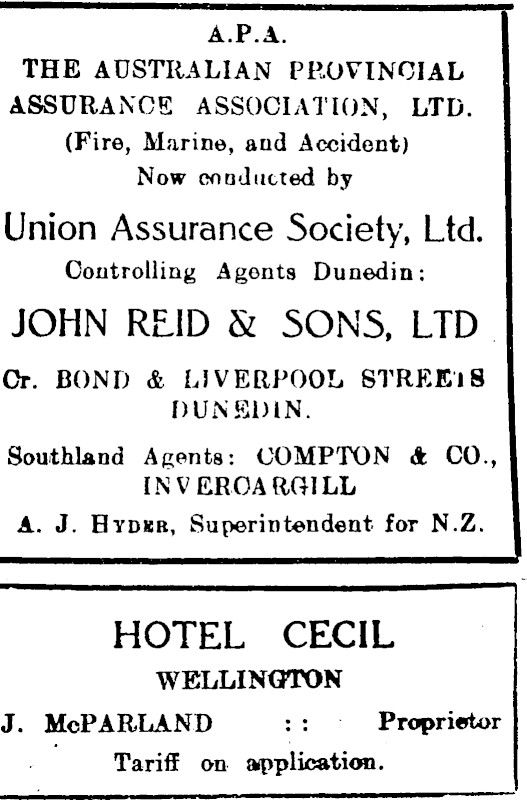 A.P.A.
THE AUSTRALIAN PROVINCIAL
ASSURANCE ASSOCIATION, LTD.
(Fire, Marine, and Accident)
Now conducted by
Union Assurance Society, Ltd.
Controlling Agents Dunedin:
JOHN REID & SONS, LTD
Cr. BOND & LIVERPOOL STREETS
DUNEDIN.
Southland Agents: COMPTON & CO.,
INVERCARGILL
A. J. HYDER, Superintendent for N.Z.
HOTEL CECIL
WELLINGTON
J. McPARLAND :: Proprietor
Tariff on application.